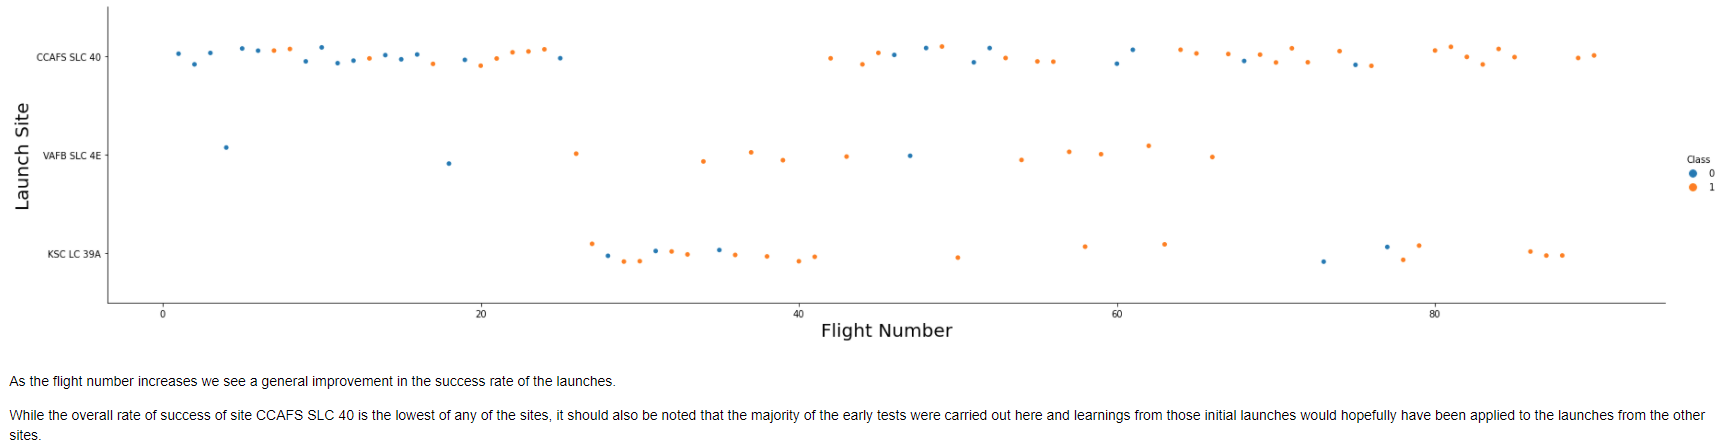 CCAFS SLC 40
VAFB SLC 4E
KSC LC 39A
Launch Site
0
20
40
60
80
Flight Number
Class
0
1
As the flight number increases we see a general improvement in the success rate of the launches.
While the overall rate of success of site CCAFS SLC 40 is the lowest of any of the sites, it should also be noted that the majority of the early tests were carried out here and learnings from those initial launches would hopefully have been applied to the launches from the other
sites.